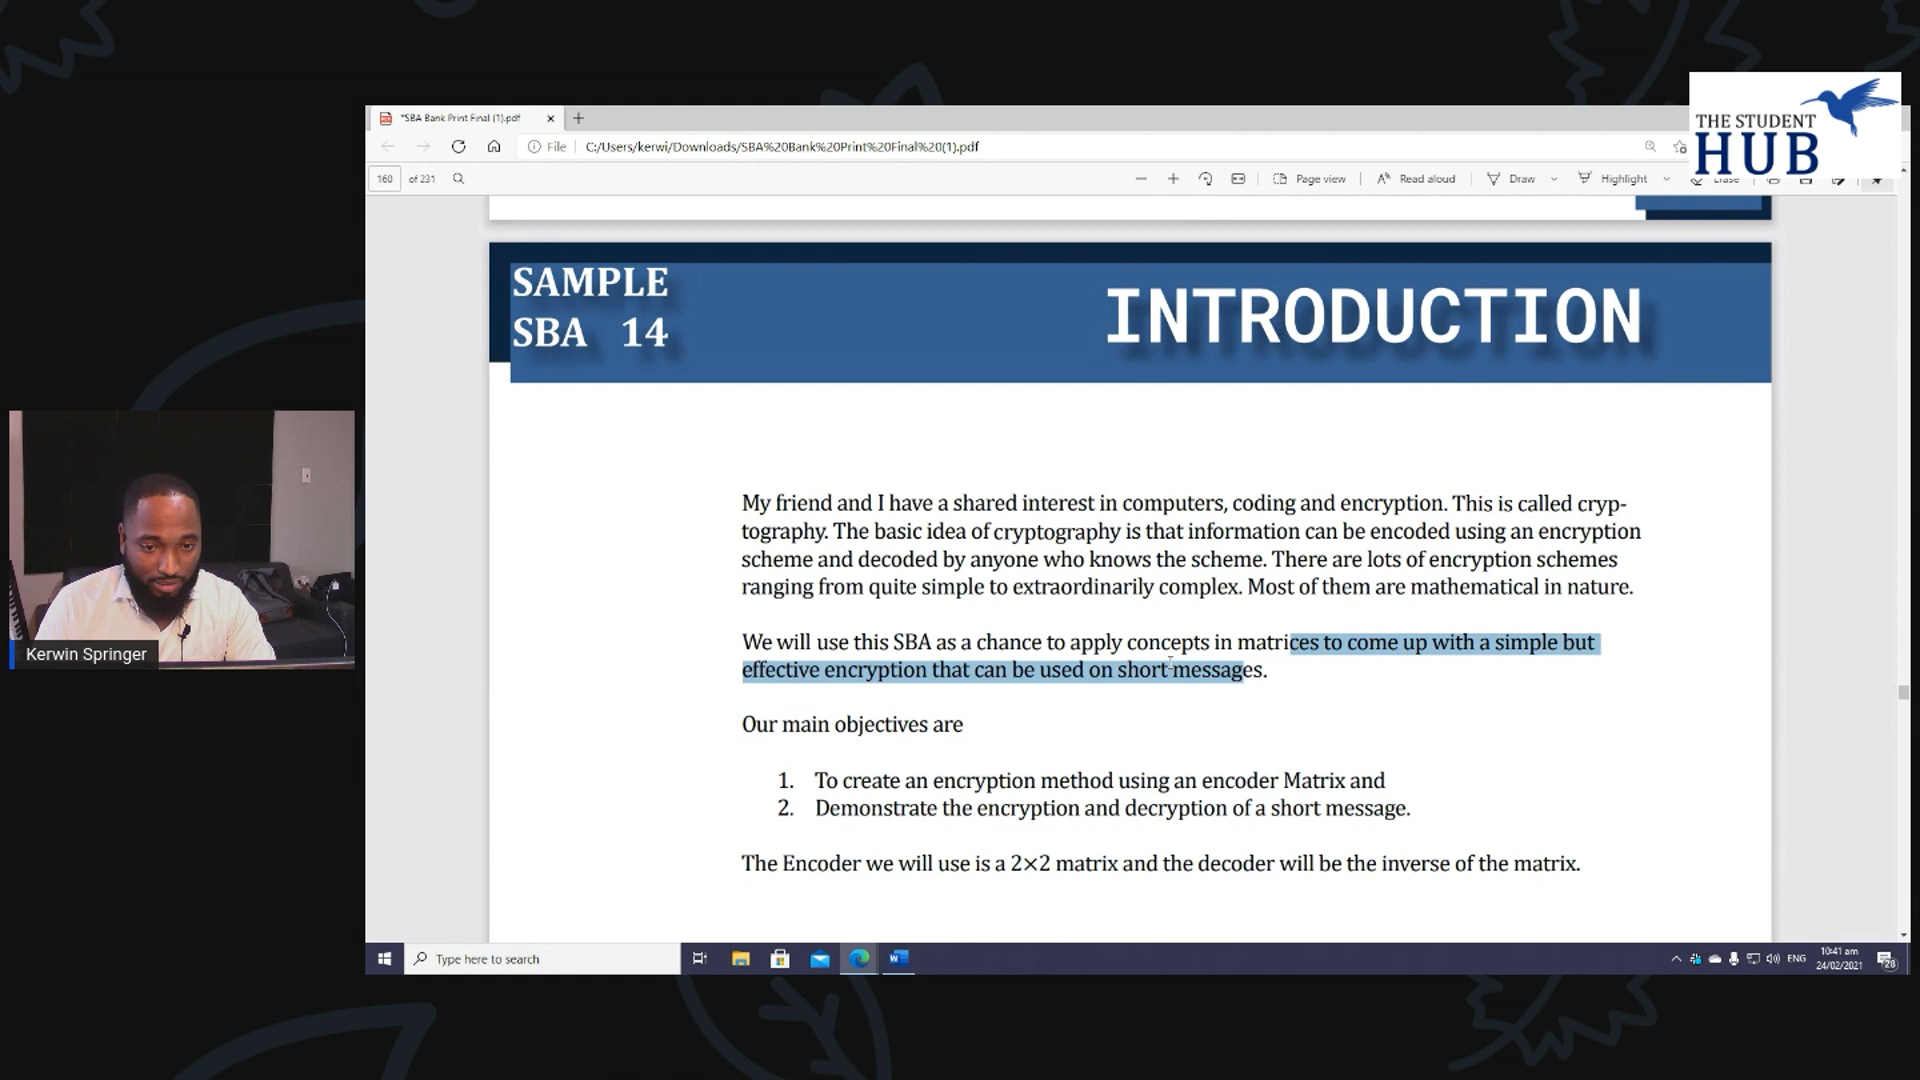 THE STUDENT
HUB
*SBA Bank Print Final (1).pdf
File C:/Users/kerwi/Downloads/SBA%20Bank%20Print%20Final%20(1).pdf
160 of 231 Page view Read aloud Draw Highlight
SAMPLE
SBA 14
INTRODUCTION
My friend and I have a shared interest in computers, coding and encryption. This is called cryp-
tography. The basic idea of cryptography is that information can be encoded using an encryption
scheme and decoded by anyone who knows the scheme. There are lots of encryption schemes
ranging from quite simple to extraordinarily complex. Most of them are mathematical in nature.
We will use this SBA as a chance to apply concepts in matrices to come up with a simple but
effective encryption that can be used on short messages.
Our main objectives are
1. To create an encryption method using an encoder Matrix and
2. Demonstrate the encryption and decryption of a short message.
The Encoder we will use is a 2×2 matrix and the decoder will be the inverse of the matrix.
Kerwin Springer
Type here to search
ENG
10:41 am
24/02/2021
28